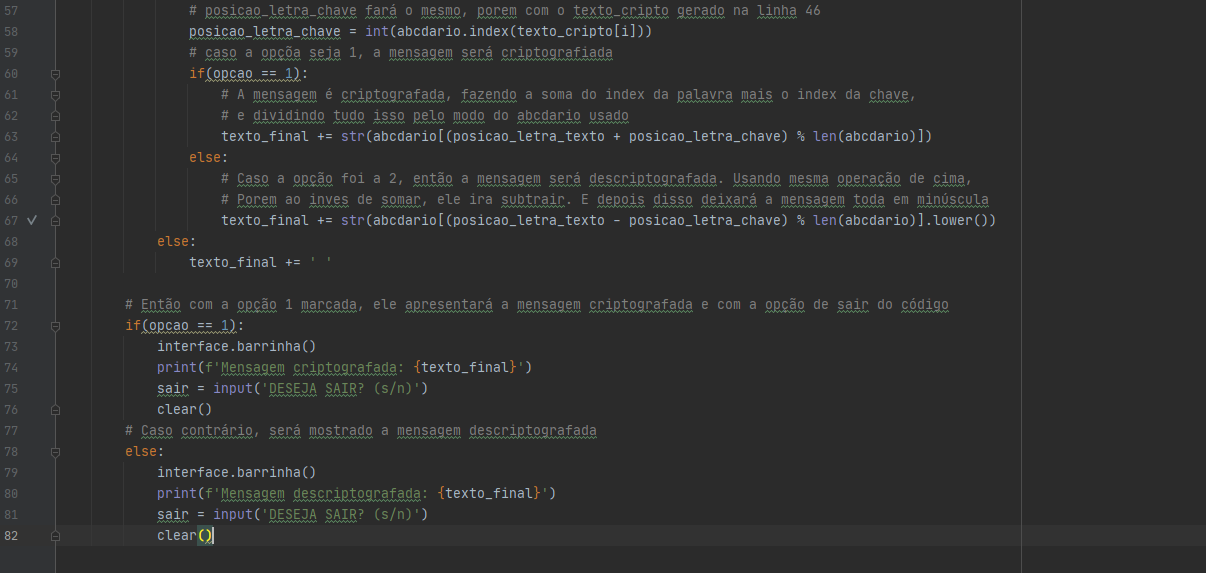 57 # posicao_letra_chave fará o mesmo, porem com o texto_cripto gerado na linha 46
58 posicao_letra_chave = int(abcdario.index(texto_cripto[i]))
59 # caso a opçõa seja 1, a mensagem será criptografiada
60 if(opcao == 1):
61 # A mensagem é criptografada, fazendo a soma do index da palavra mais o index da chave,
62 # e dividindo tudo isso pelo modo do abcdario usado
63 texto_final += str(abcdario[(posicao_letra_texto + posicao_letra_chave) % len(abcdario)])
64 else:
65 # Caso a opção foi a 2, então a mensagem será descriptografada. Usando mesma operação de cima,
66 # Porem ao inves de somar, ele ira subtrair. E depois disso deixará a mensagem toda em minúscula
67 texto_final += str(abcdario[(posicao_letra_texto - posicao_letra_chave) % len(abcdario)].lower())
68 else:
69 texto_final += ' '
70
71 # Então com a opção 1 marcada, ele apresentará a mensagem criptografada e com a opção de sair do código
72 if(opcao == 1):
73 interface.barrinha()
74 print(f'Mensagem criptografada: {texto_final}')
75 sair = input('DESEJA SAIR? (s/n)')
76 clear()
77 # Caso contrário, será mostrado a mensagem descriptografada
78 else:
79 interface.barrinha()
80 print(f'Mensagem descriptografada: {texto_final}')
81 sair = input('DESEJA SAIR? (s/n)')
82 clear()